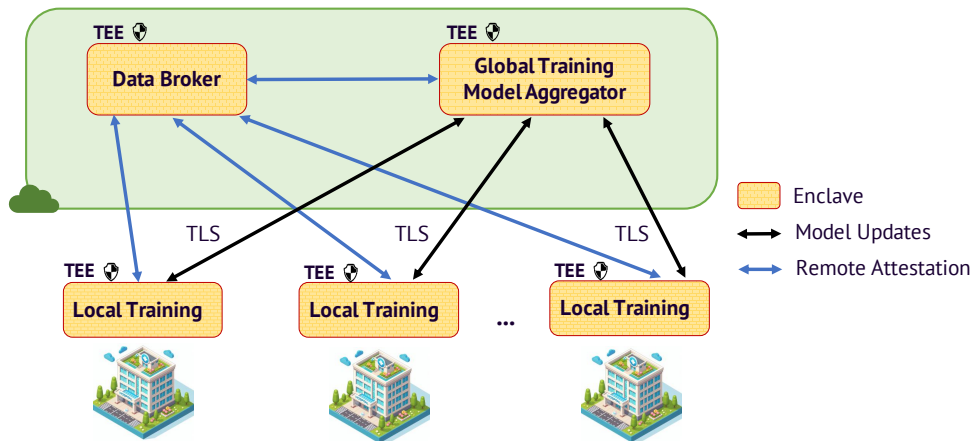 TEE
TEE
Data Broker
Global Training
Model Aggregator
Enclave
TLS
TLS
TLS
Model Updates
TEE
TEE
TEE
Remote Attestation
Local Training
Local Training
...
Local Training